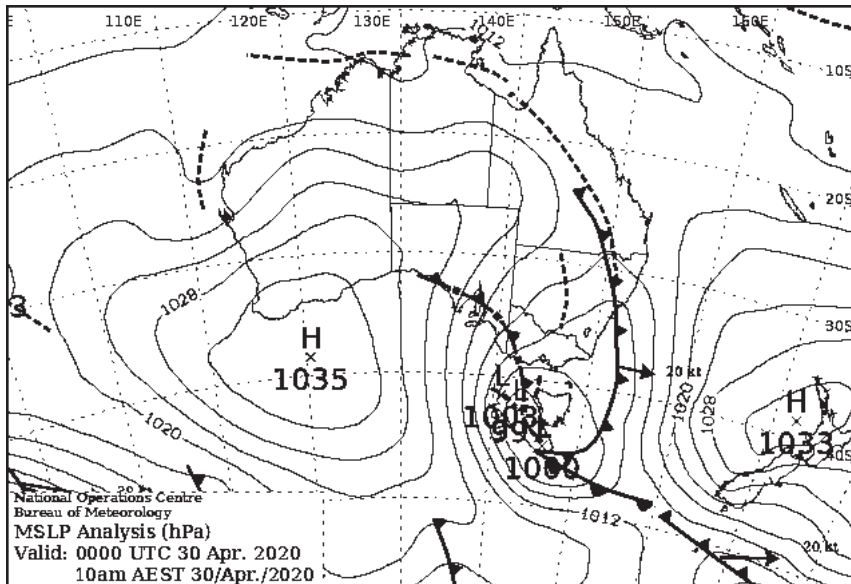 110E 120E 130E 140E 150E 160E
1012
10S
20S
3
1028
30S
H
1035
20 kt
1020
1028
H
1033
L
L
1003
1000
40S
1020
1012
National Operations Centre
Bureau of Meteorology
MSLP Analysis (hPa)
Valid: 0000 UTC 30 Apr. 2020
10am AEST 30/Apr./2020
20 kt